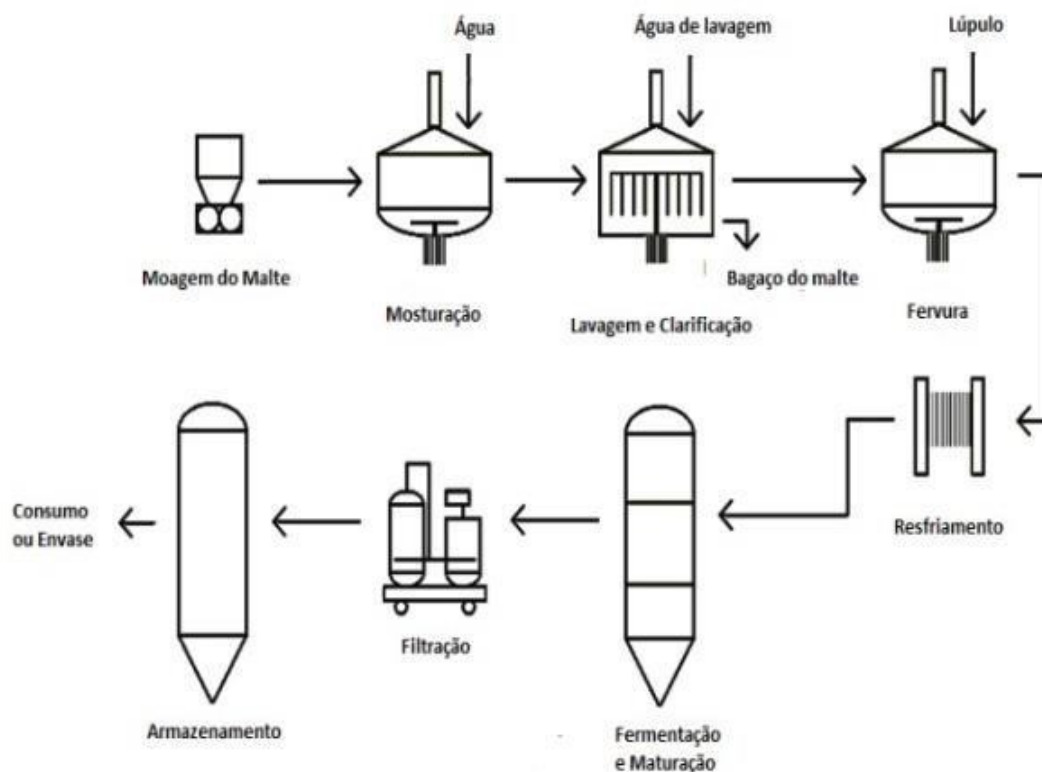 Água
Água de lavagem
Lúpulo
Moagem do Malte
Mosturação
Lavagem e Clarificação
Bagaço do malte
Fervura
Resfriamento
Fermentação
e Maturação
Filtração
Armazenamento
Consumo
ou Envase